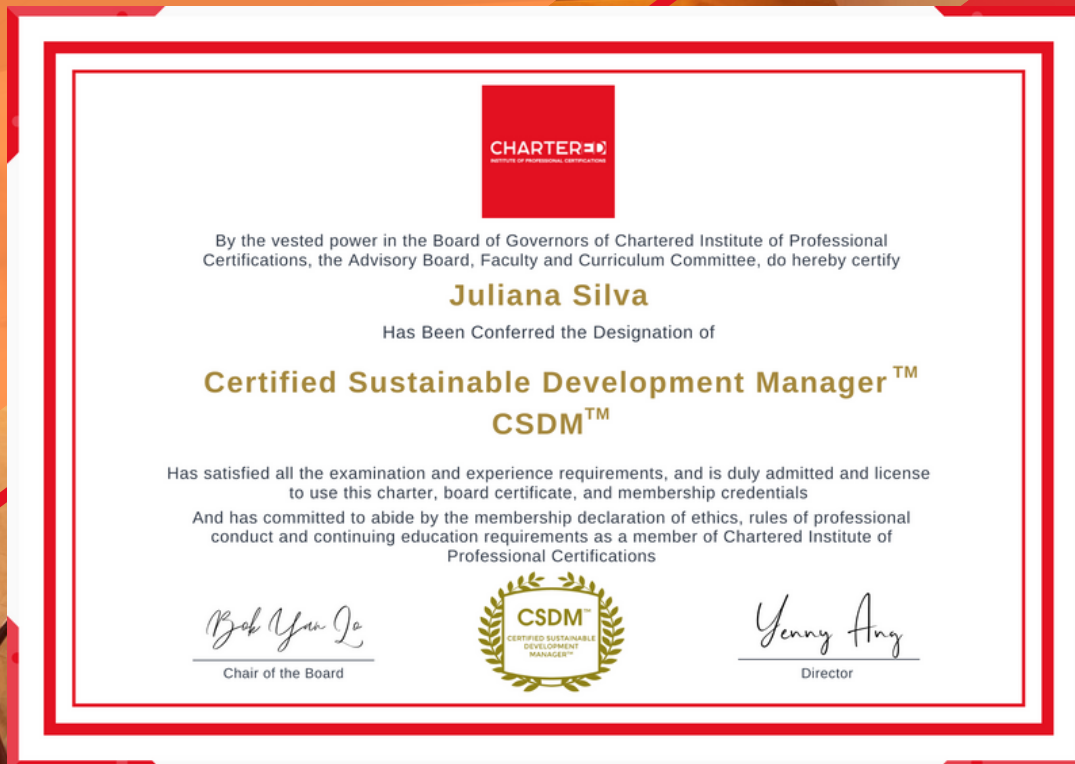 CHARTERED
INSTITUTE OF PROFESSIONAL CERTIFICATIONS
By the vested power in the Board of Governors of Chartered Institute of Professional
Certifications, the Advisory Board, Faculty and Curriculum Committee, do hereby certify
Juliana Silva
Has Been Conferred the Designation of
Certified Sustainable Development Manager™
CSDM™
Has satisfied all the examination and experience requirements, and is duly admitted and license
to use this charter, board certificate, and membership credentials
And has committed to abide by the membership declaration of ethics, rules of professional
conduct and continuing education requirements as a member of Chartered Institute of
Professional Certifications
Bok Yan Lo
Chair of the Board
CSDM™
CERTIFIED SUSTAINABLE
DEVELOPMENT
MANAGER™
Yenny Ang
Director